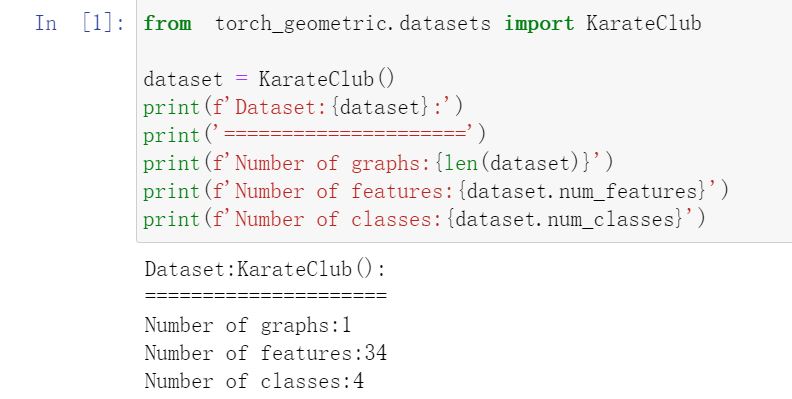 In [1]: from  torch_geometric.datasets import KarateClub
dataset = KarateClub()
print(f'Dataset:{dataset}:')
print('=====================')
print(f'Number of graphs:{len(dataset)}')
print(f'Number of features:{dataset.num_features}')
print(f'Number of classes:{dataset.num_classes}')
Dataset:KarateClub():
=====================
Number of graphs:1
Number of features:34
Number of classes:4